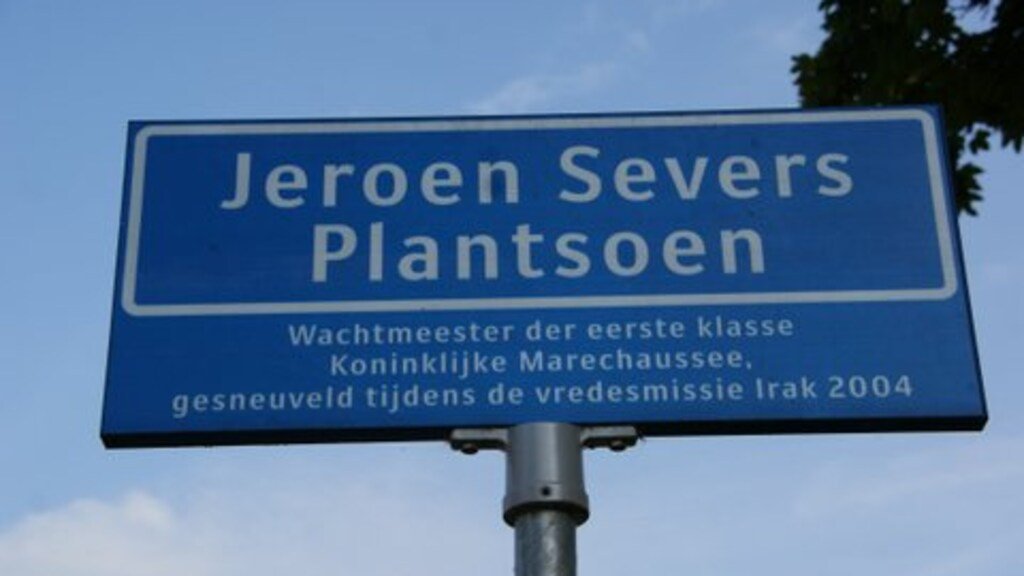 Jeroen Severs
Plantsoen
Wachtmeester der eerste klasse
Koninklijke Marechaussee,
gesneuveld tijdens de vredesmissie Irak 2004